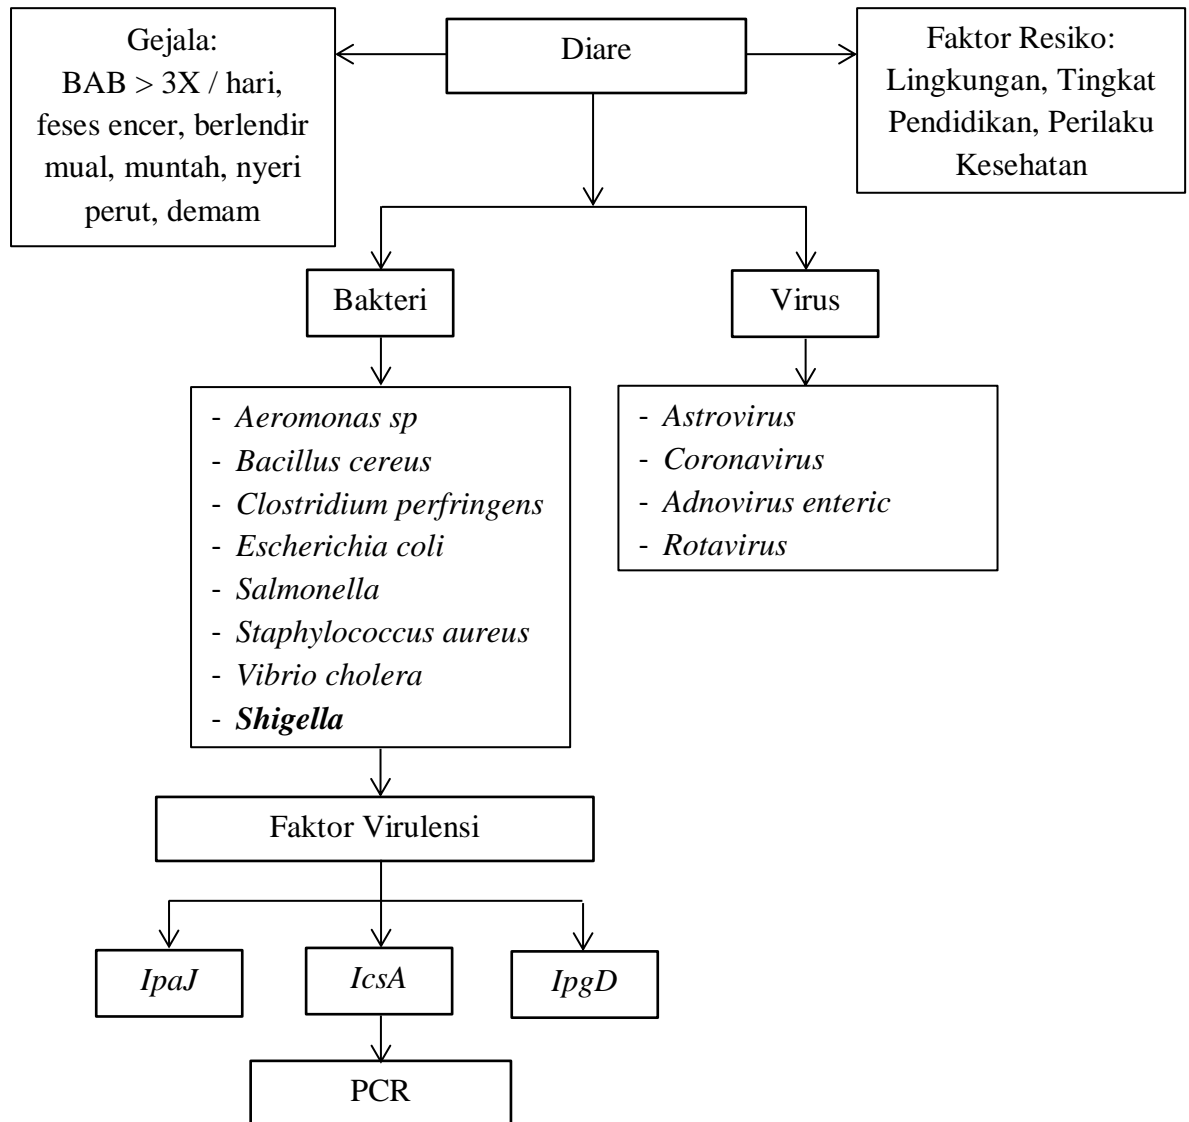 Diare
Gejala:
BAB > 3X / hari,
feses encer, berlendir
mual, muntah, nyeri
perut, demam
Faktor Resiko:
Lingkungan, Tingkat
Pendidikan, Perilaku
Kesehatan
Bakteri
Virus
- Aeromonas sp
- Bacillus cereus
- Clostridium perfringens
- Escherichia coli
- Salmonella
- Staphylococcus aureus
- Vibrio cholera
- Shigella
- Astrovirus
- Coronavirus
- Adnovirus enteric
- Rotavirus
Faktor Virulensi
IpaJ
IcsA
IpgD
PCR